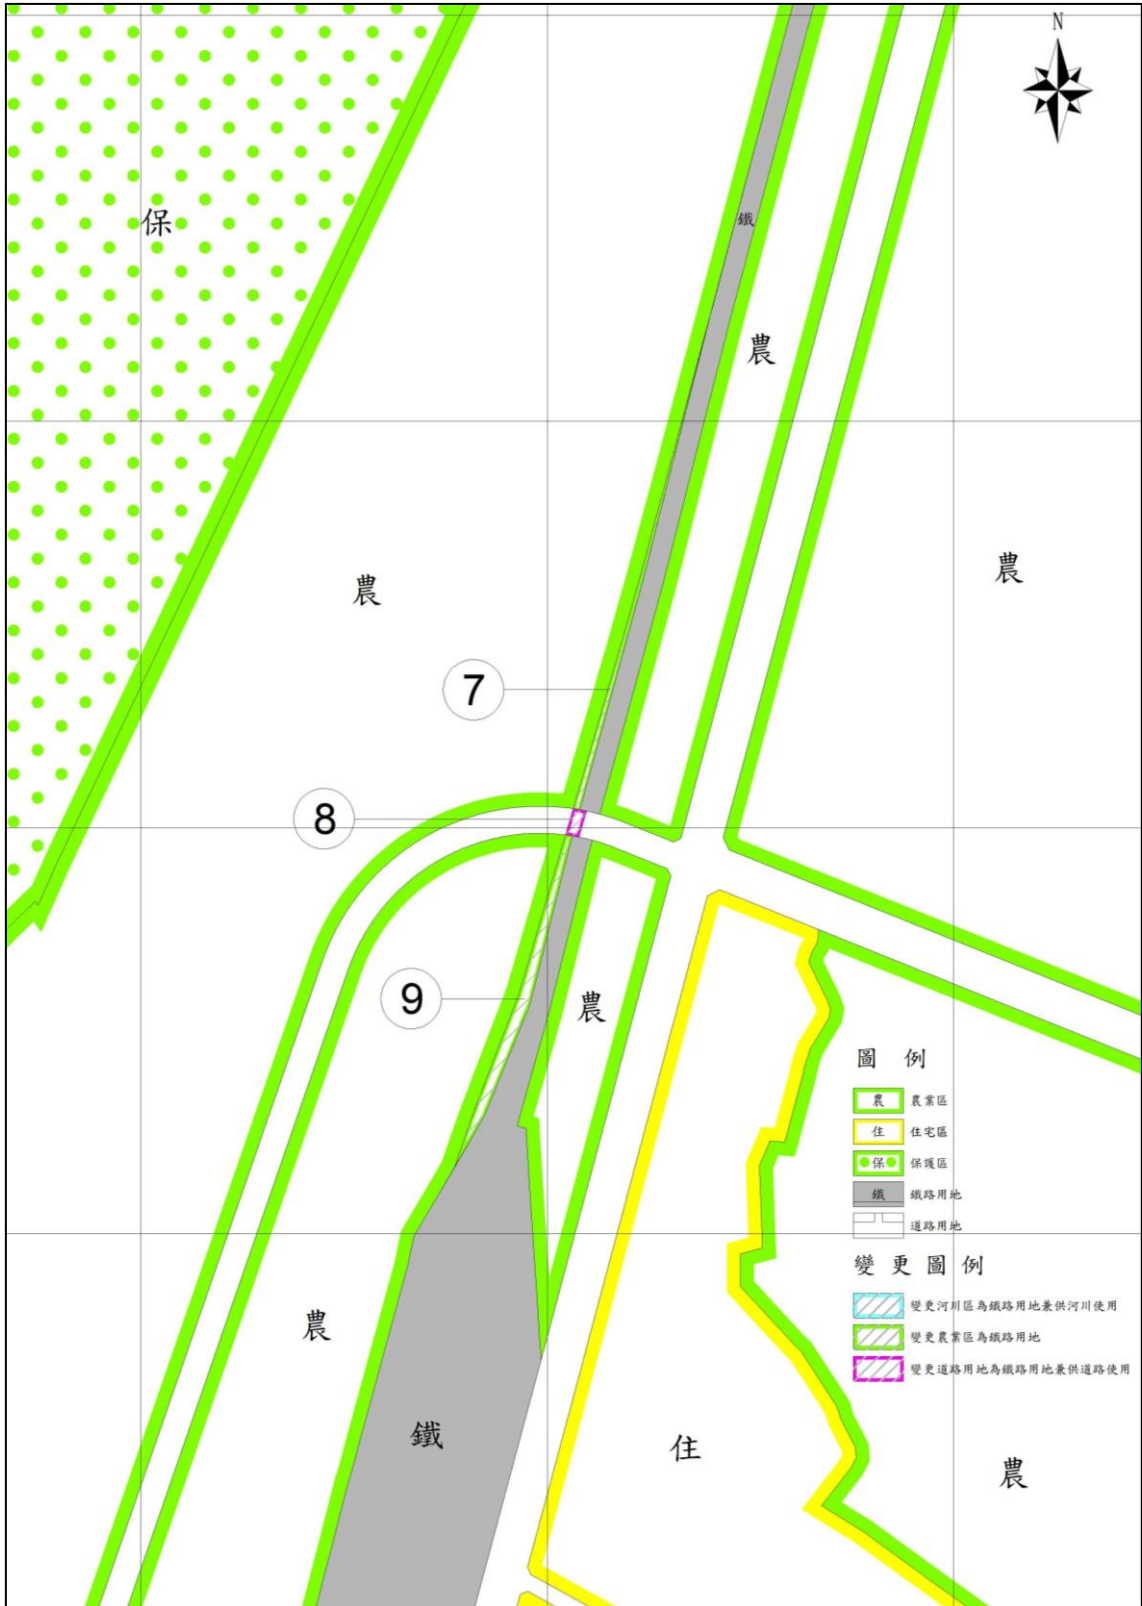 N
保
鐵
農
農
農
7
8
9
農
圖 例
農 農業區
住 住宅區
保 保護區
鐵 鐵路用地
道路用地
變 更 圖 例
變更河川區為鐵路用地兼供河川使用
變更農業區為鐵路用地
變更道路用地為鐵路用地兼供道路使用
農
鐵
住
農